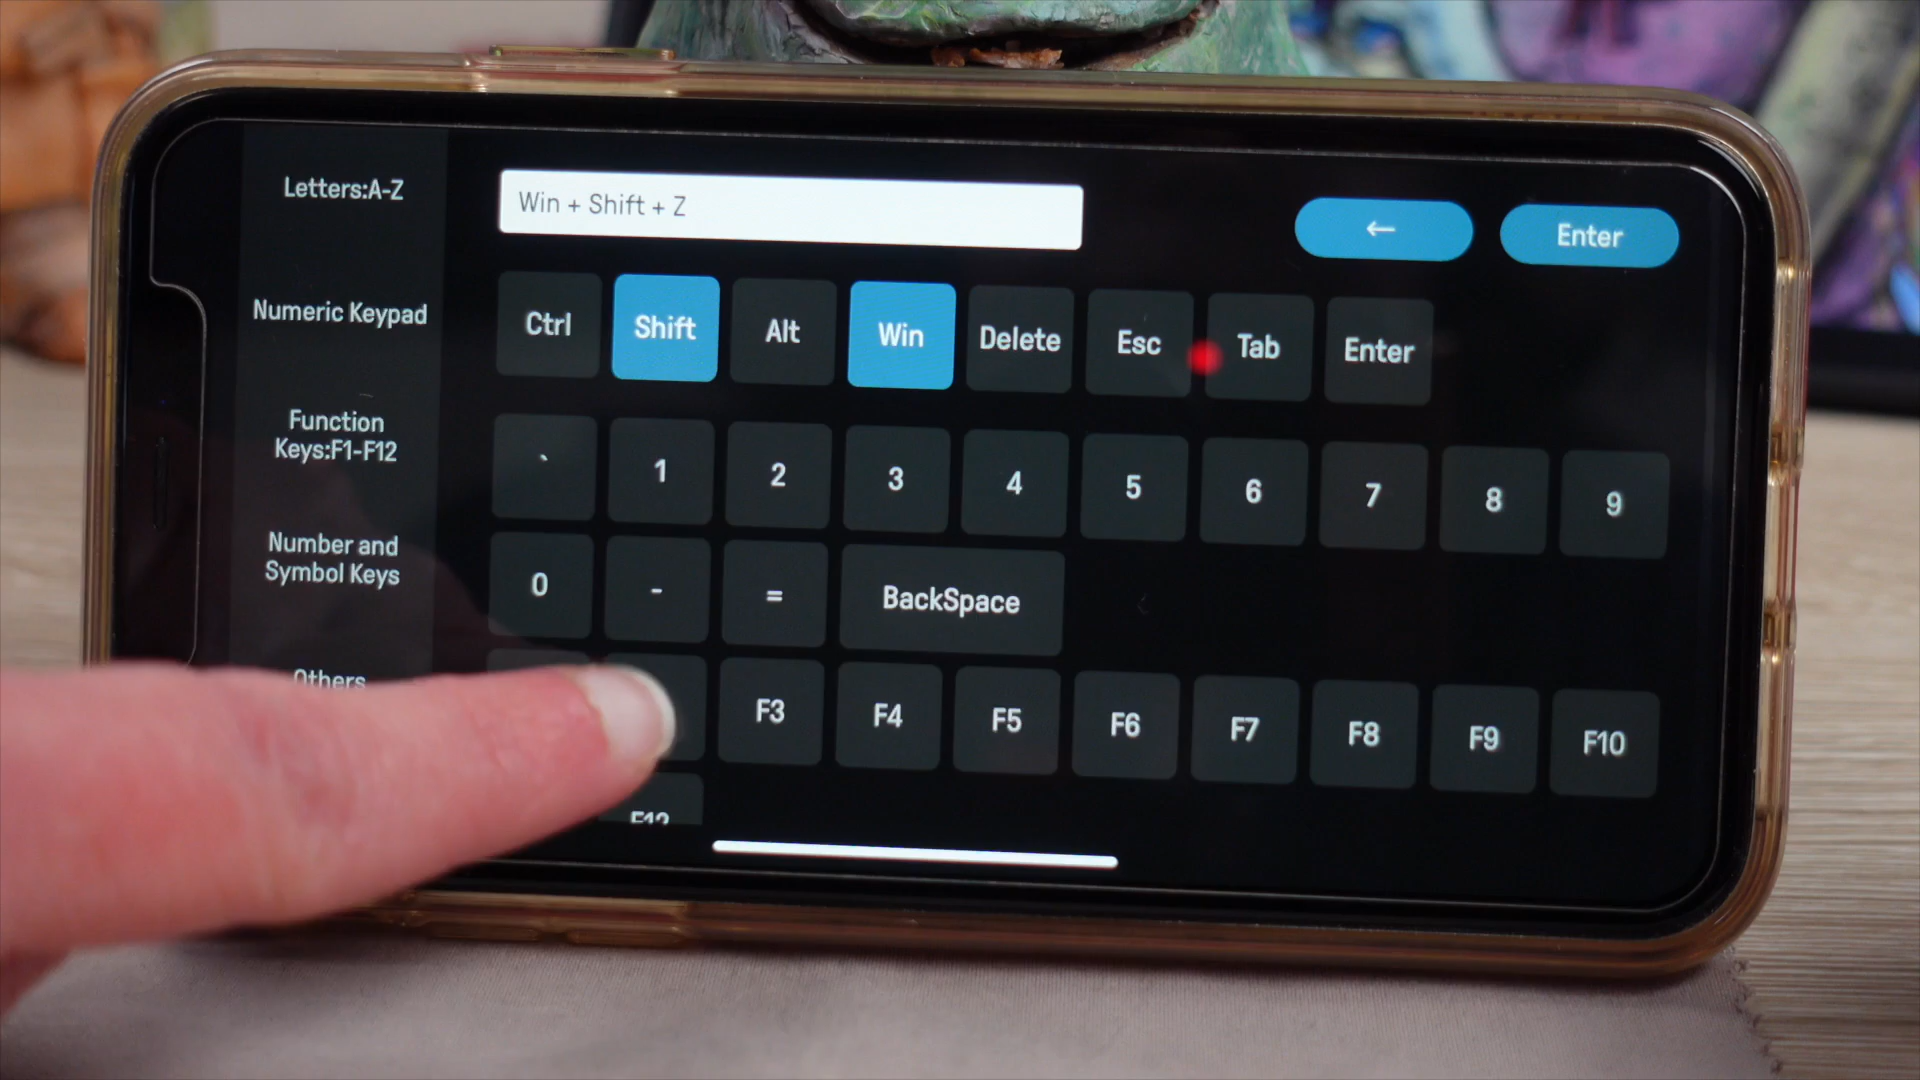 Letters:A-Z
Numeric Keypad
Function
Keys:F1-F12
Number and
Symbol Keys
Others
Win + Shift + Z
← Enter
Ctrl Shift Alt Win Delete Esc Tab Enter
` 1 2 3 4 5 6 7 8 9
0 - = BackSpace
F3 F4 F5 F6 F7 F8 F9 F10
F12